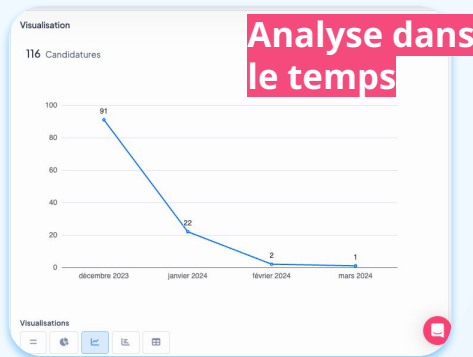 Visualisation
Analyse dans
le temps
116 Candidatures
100
91
80
60
40
22
20
2
1
0
décembre 2023 janvier 2024 février 2024 mars 2024
Visualisations